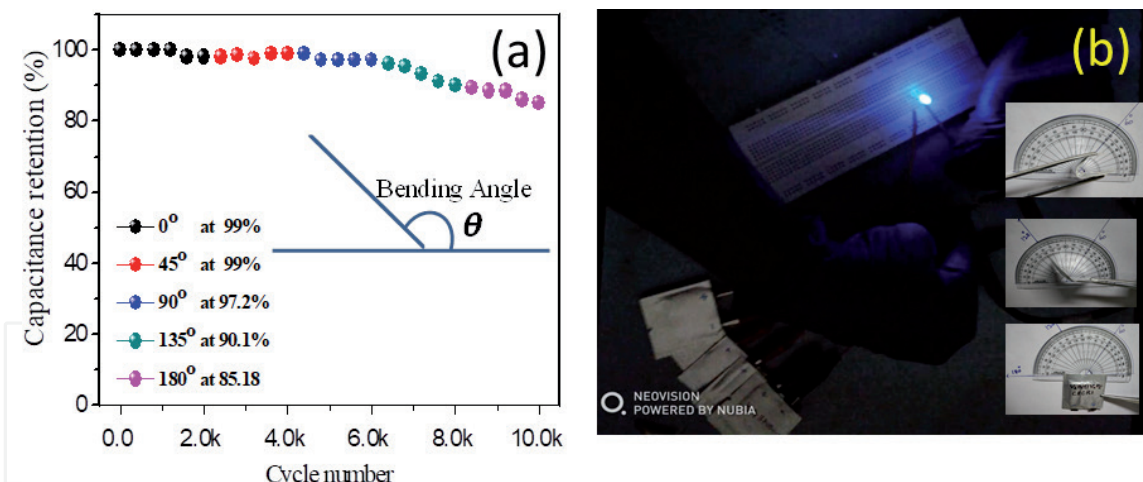 (a)
Capacitance retention (%)
100
80
60
40
20
0
Bending Angle
θ
0° at 99%
45° at 99%
90° at 97.2%
135° at 90.1%
180° at 85.18
0.0 2.0k 4.0k 6.0k 8.0k 10.0k
Cycle number
(b)
NEOVISION
POWERED BY NUBIA